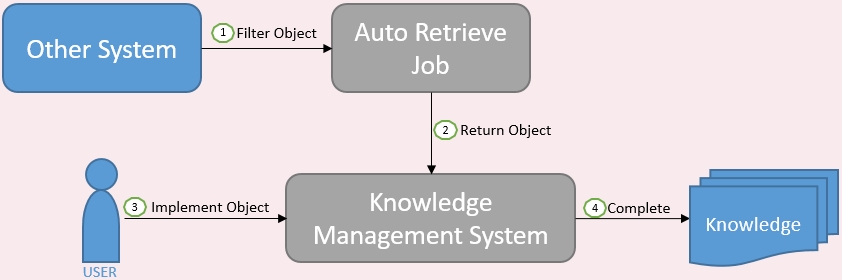 Other System
1 Filter Object
Auto Retrieve
Job
2 Return Object
USER
3 Implement Object
Knowledge
Management System
4 Complete
Knowledge